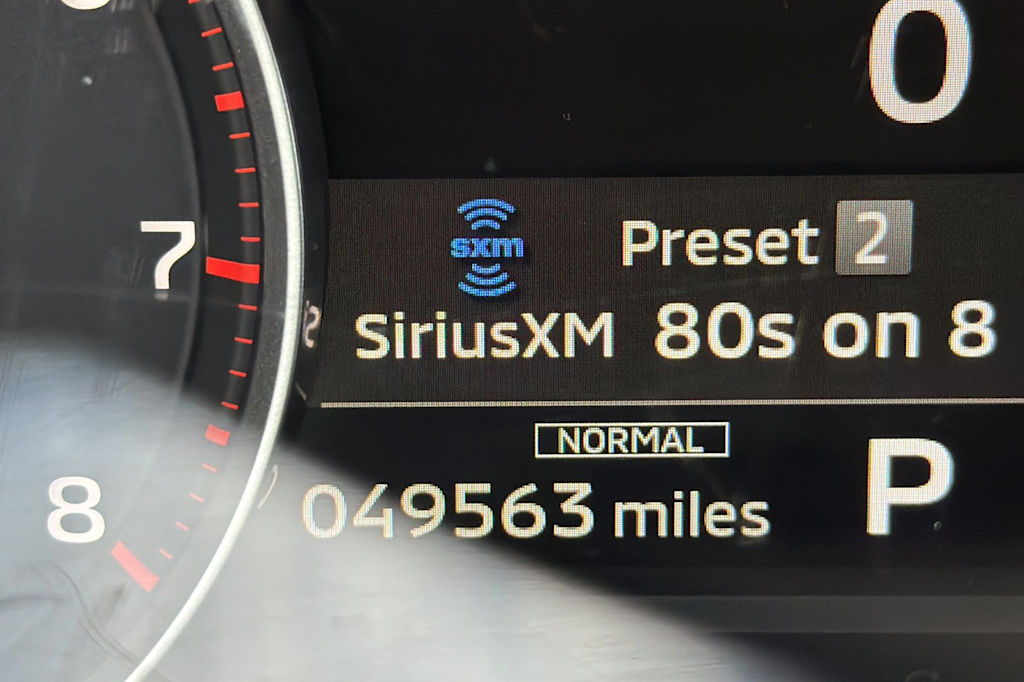 0
sxm
Preset 2
7
SiriusXM 80s on 8
NORMAL
P
8
049563 miles